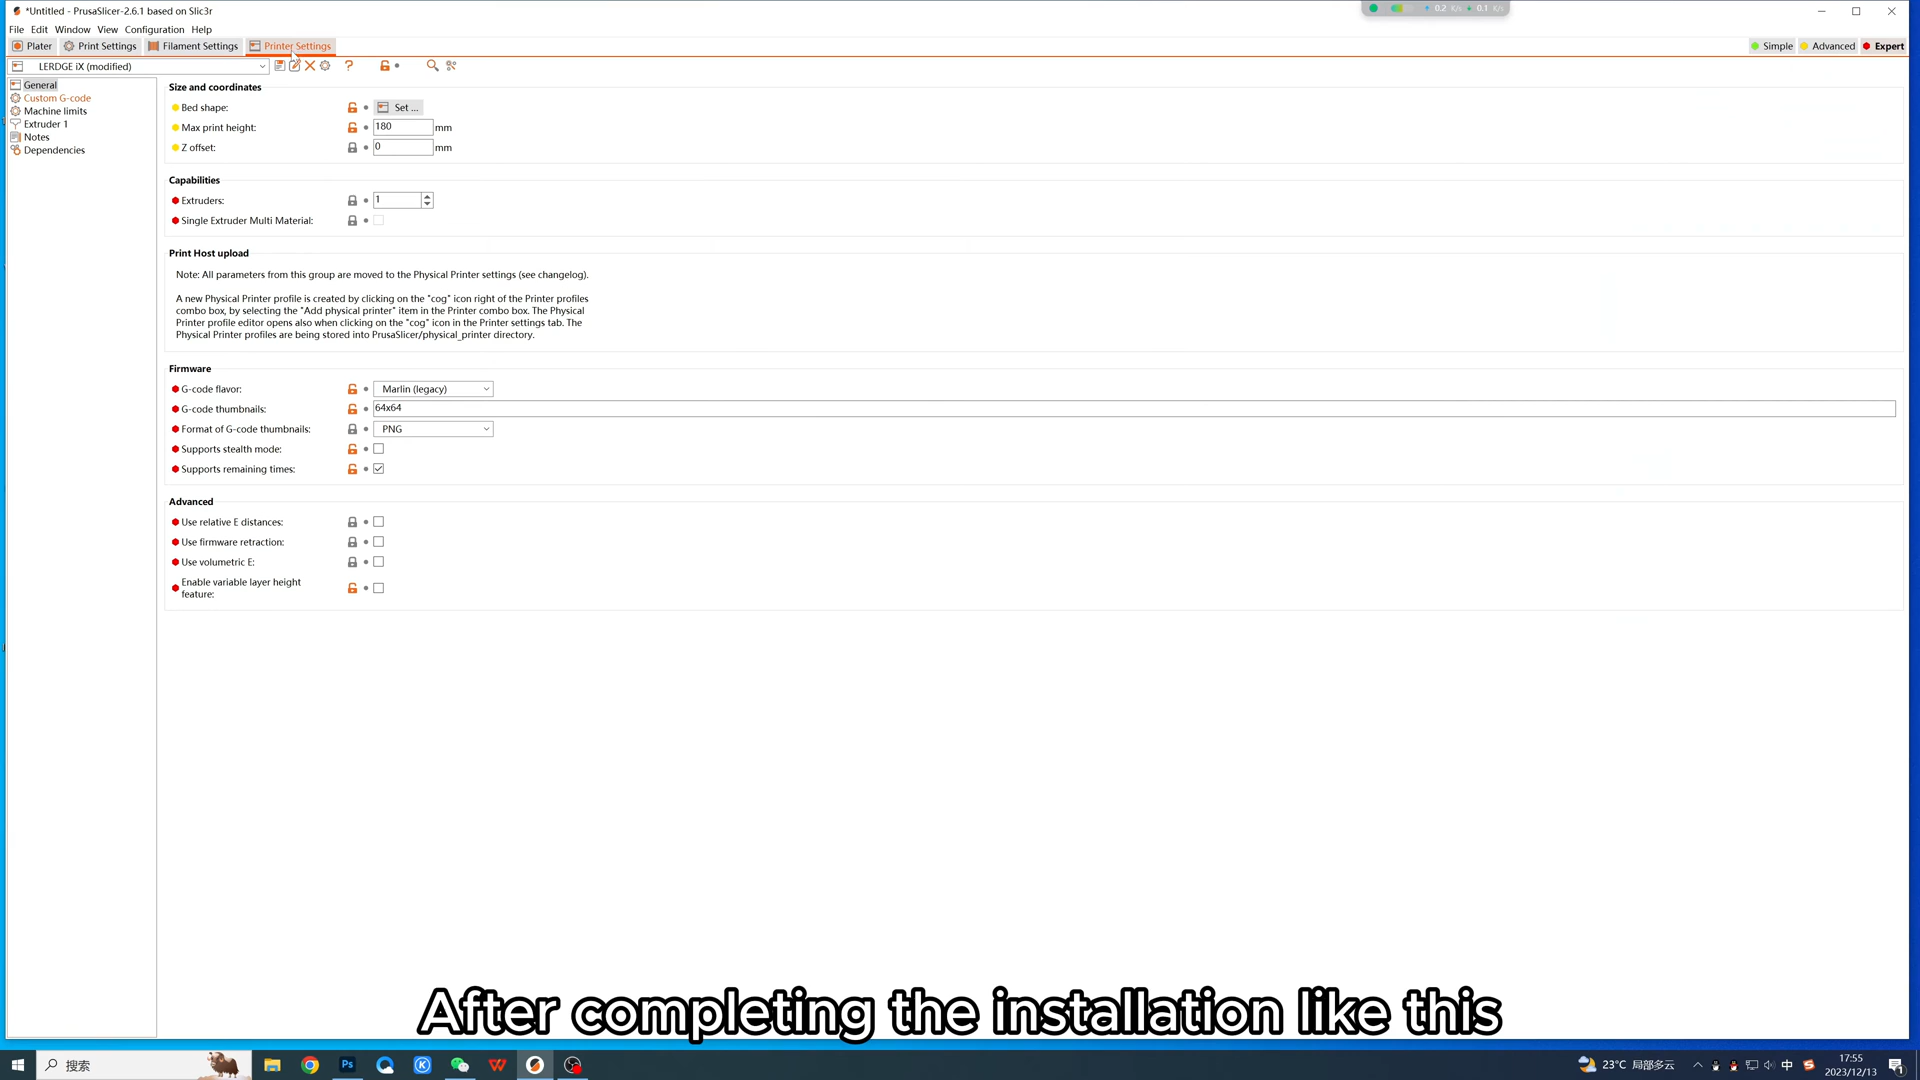 *Untitled - PrusaSlicer-2.6.1 based on Slic3r
0.2 K/s 0.1 K/s
File Edit Window View Configuration Help
Plater Print Settings Filament Settings Printer Settings
Simple Advanced Expert
LERDGE iX (modified)
General
Custom G-code
Machine limits
Extruder 1
Notes
Dependencies
Size and coordinates
Bed shape: Set ...
Max print height: 180 mm
Z offset: 0 mm
Capabilities
Extruders: 1
Single Extruder Multi Material:
Print Host upload
Note: All parameters from this group are moved to the Physical Printer settings (see changelog).
A new Physical Printer profile is created by clicking on the "cog" icon right of the Printer profiles
combo box, by selecting the "Add physical printer" item in the Printer combo box. The Physical
Printer profile editor opens also when clicking on the "cog" icon in the Printer settings tab. The
Physical Printer profiles are being stored into PrusaSlicer/physical_printer directory.
Firmware
G-code flavor: Marlin (legacy)
G-code thumbnails: 64x64
Format of G-code thumbnails: PNG
Supports stealth mode:
Supports remaining times:
Advanced
Use relative E distances:
Use firmware retraction:
Use volumetric E:
Enable variable layer height
feature:
After completing the installation like this
搜索
Ps
23°C 局部多云
中
17:55
2023/12/13